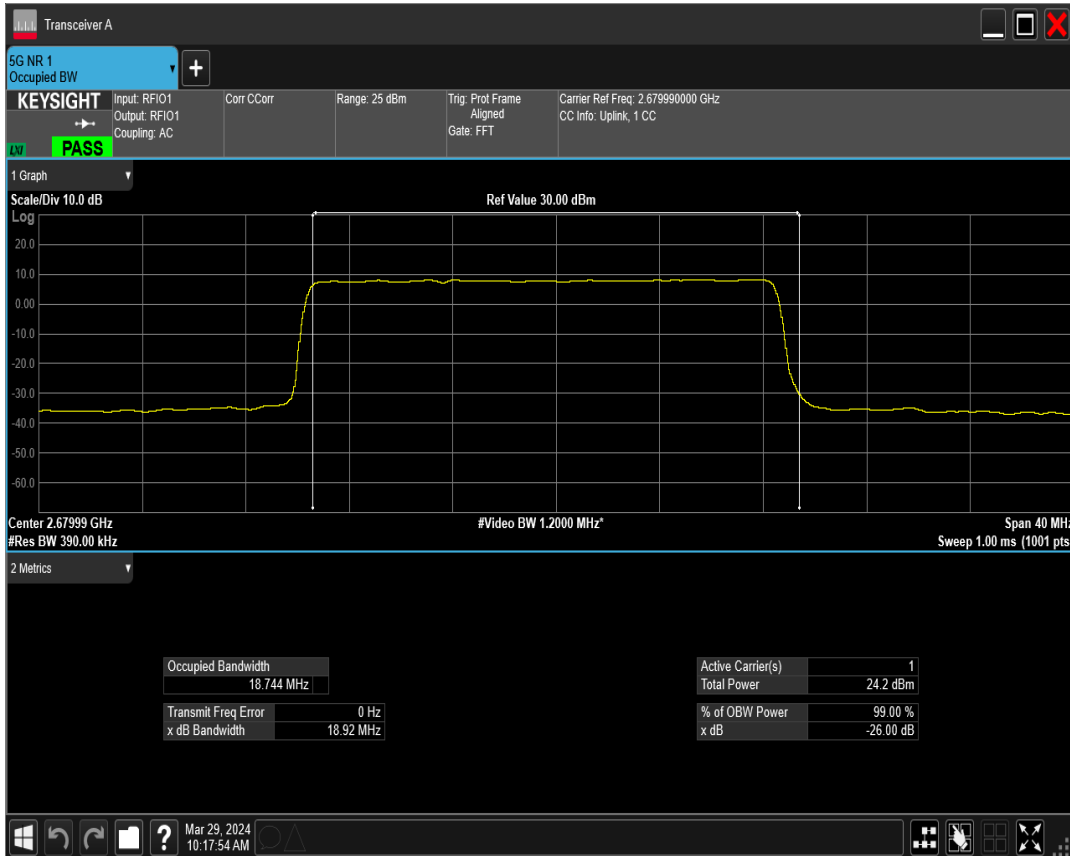 Transceiver A
5G NR 1
Occupied BW
+
KEYSIGHT
LXI
PASS
Input: RFIO1
Output: RFIO1
Coupling: AC
Corr CCorr
Range: 25 dBm
Trig: Prot Frame
Aligned
Gate: FFT
Carrier Ref Freq: 2.679990000 GHz
CC Info: Uplink, 1 CC
1 Graph
Scale/Div 10.0 dB
Ref Value 30.00 dBm
Log
20.0
10.0
0.00
-10.0
-20.0
-30.0
-40.0
-50.0
-60.0
Center 2.67999 GHz
#Video BW 1.2000 MHz*
Span 40 MHz
#Res BW 390.00 kHz
Sweep 1.00 ms (1001 pts
2 Metrics
Occupied Bandwidth
18.744 MHz
Transmit Freq Error 0 Hz
x dB Bandwidth 18.92 MHz
Active Carrier(s) 1
Total Power 24.2 dBm
% of OBW Power 99.00 %
x dB -26.00 dB
?
Mar 29, 2024
10:17:54 AM